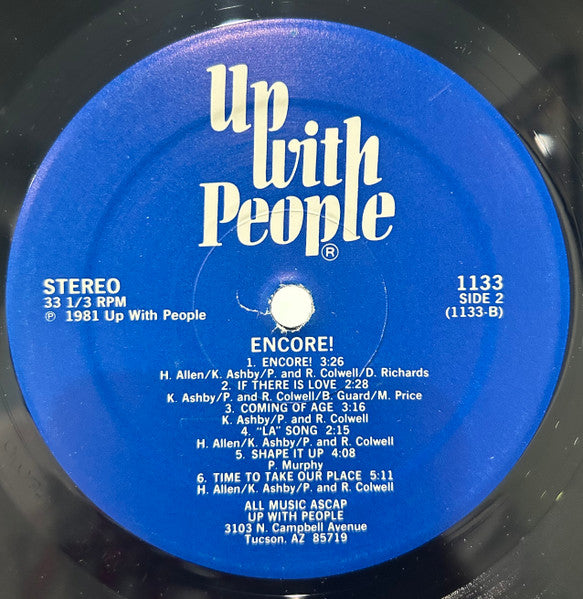 Up
with
People
®
STEREO
33 1/3 RPM
℗ 1981 Up With People
1133
SIDE 2
(1133-B)
ENCORE!
1. ENCORE! 3:26
H. Allen/K. Ashby/P. and R. Colwell/D. Richards
2. IF THERE IS LOVE 2:28
K. Ashby/P. and R. Colwell/B. Guard/M. Price
3. COMING OF AGE 3:16
K. Ashby/P. and R. Colwell
4. "LA" SONG 2:15
H. Allen/K. Ashby/P. and R. Colwell
5. SHAPE IT UP 4:08
P. Murphy
6. TIME TO TAKE OUR PLACE 5:11
H. Allen/K. Ashby/P. and R. Colwell
ALL MUSIC ASCAP
UP WITH PEOPLE
3103 N. Campbell Avenue
Tucson, AZ 85719